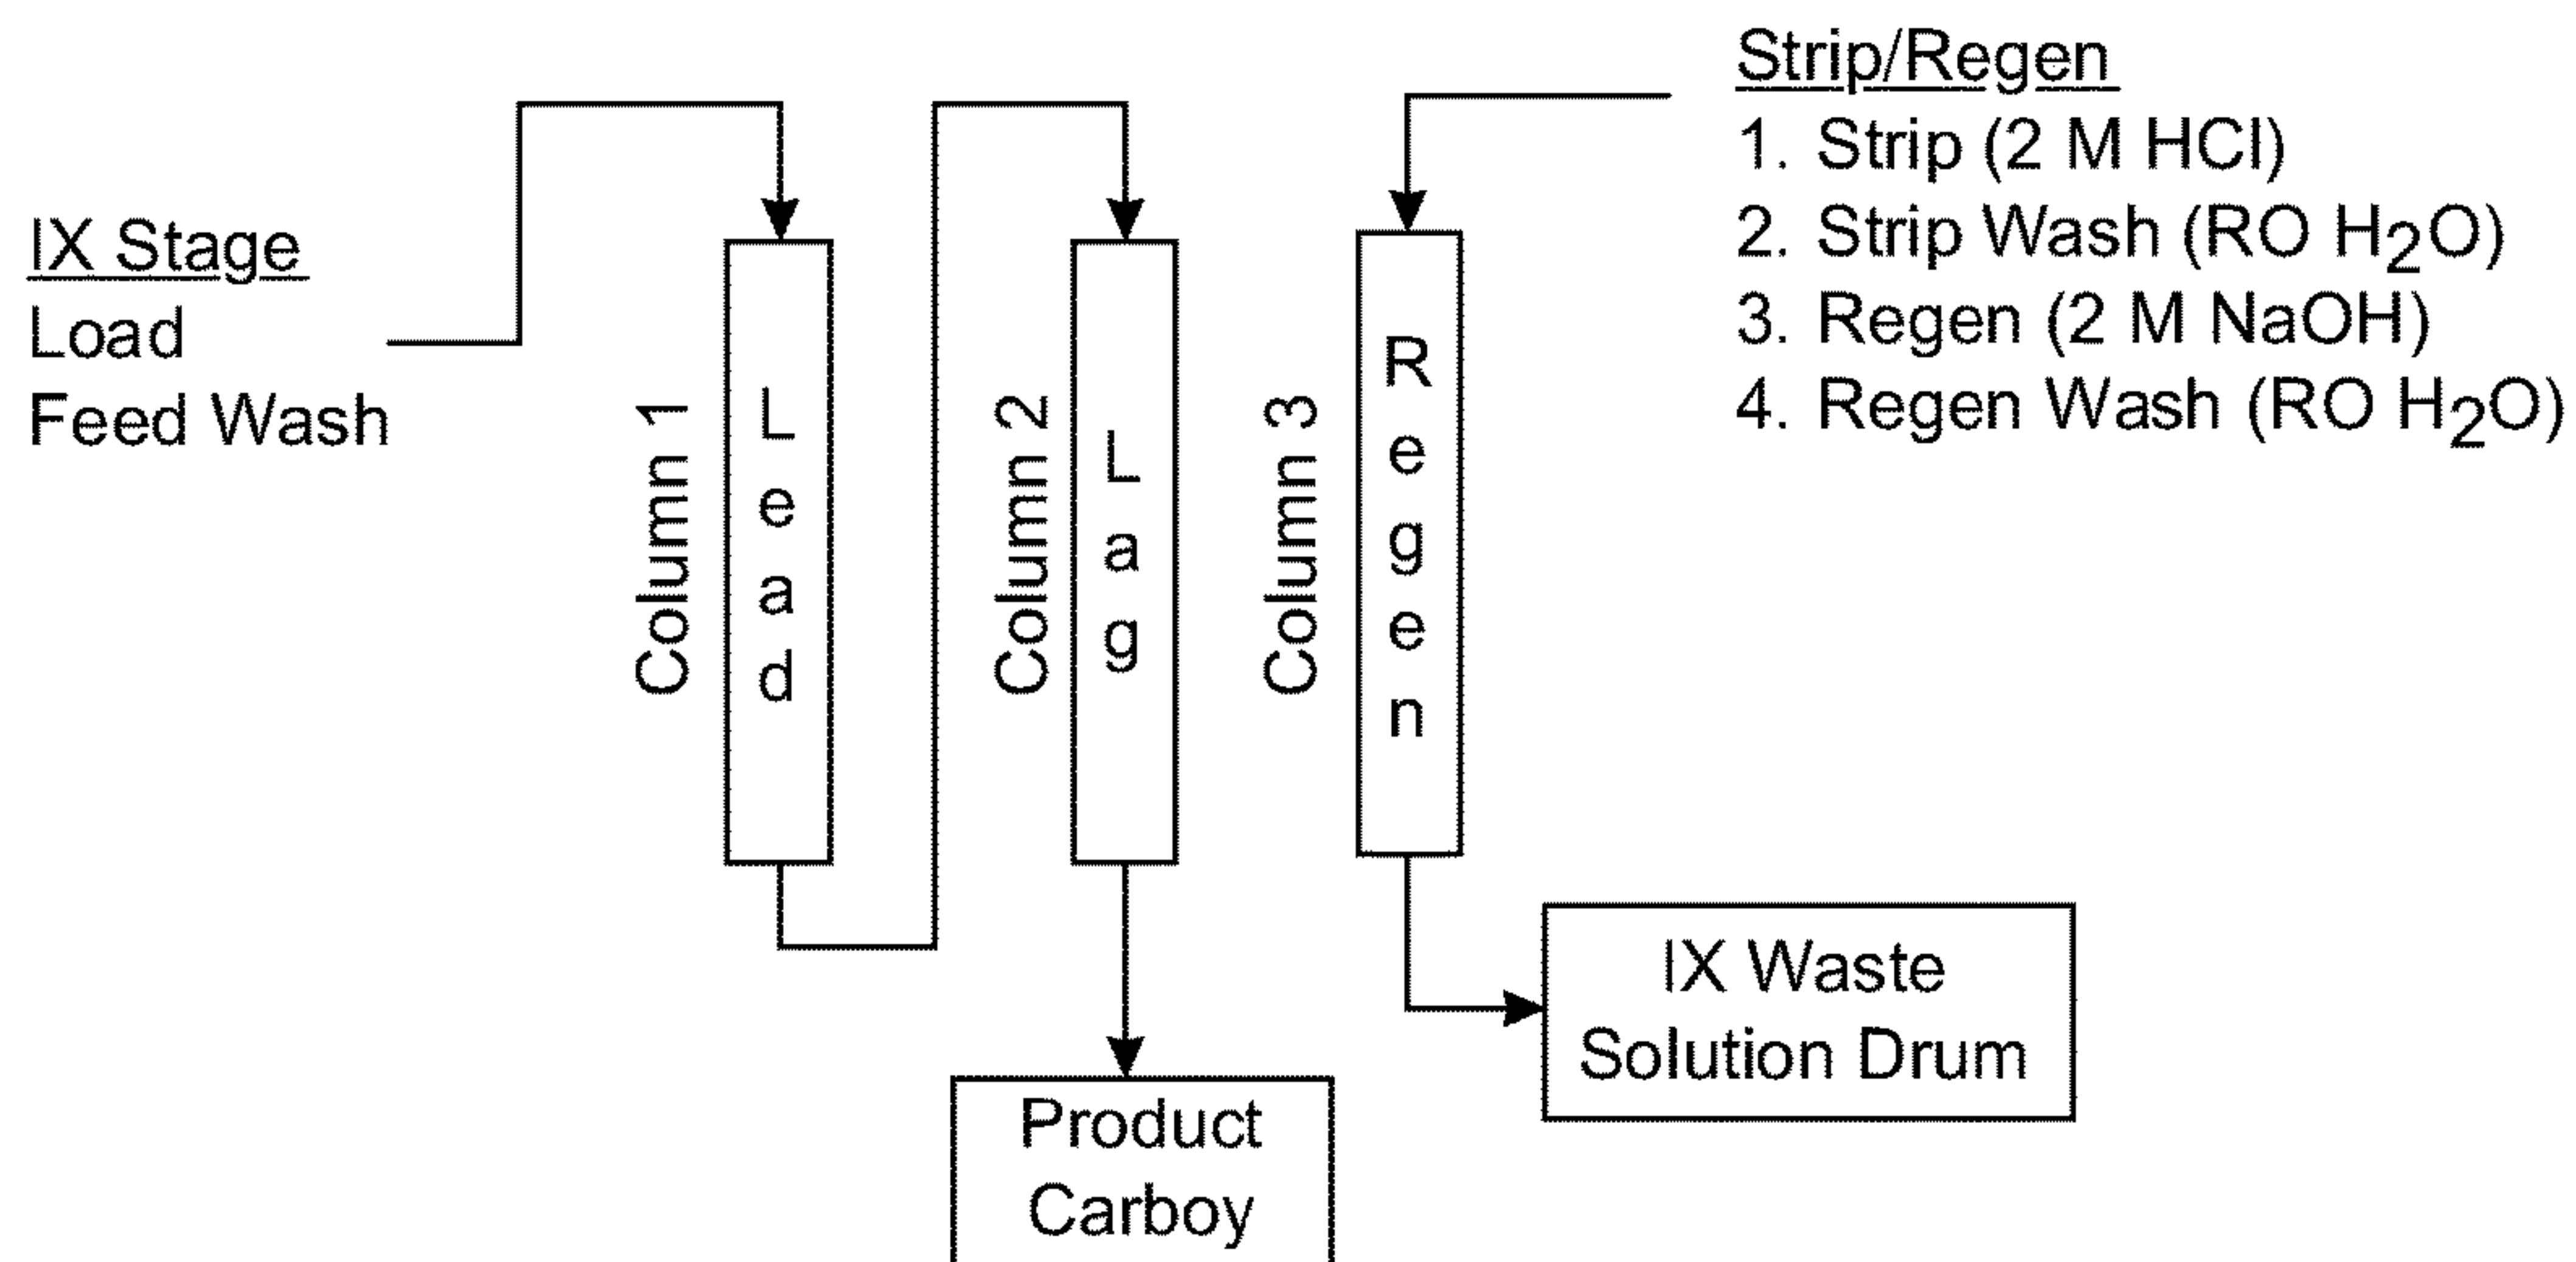 IX Stage
Load
Feed Wash
Column 1
Lead
Column 2
Lag
Column 3
Regen
Strip/Regen
1. Strip (2 M HCl)
2. Strip Wash (RO H₂O)
3. Regen (2 M NaOH)
4. Regen Wash (RO H₂O)
Product
Carboy
IX Waste
Solution Drum